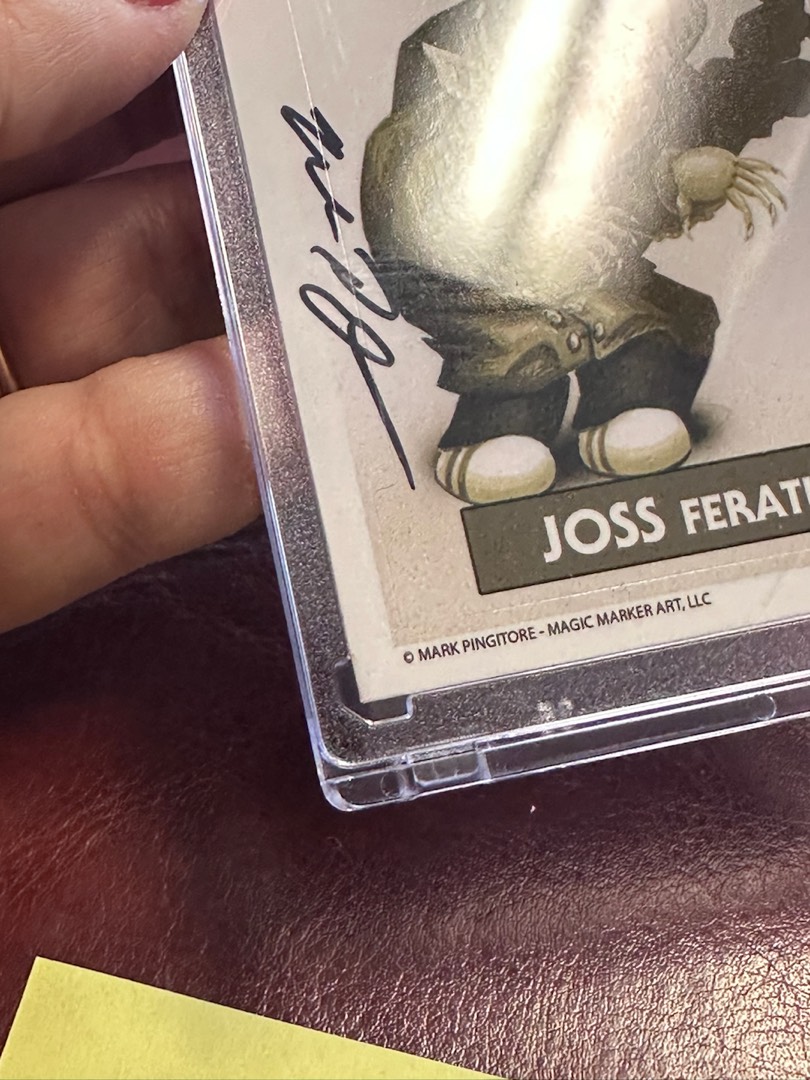 JOSS FERAT
© MARK PINGITORE - MAGIC MARKER ART, LLC